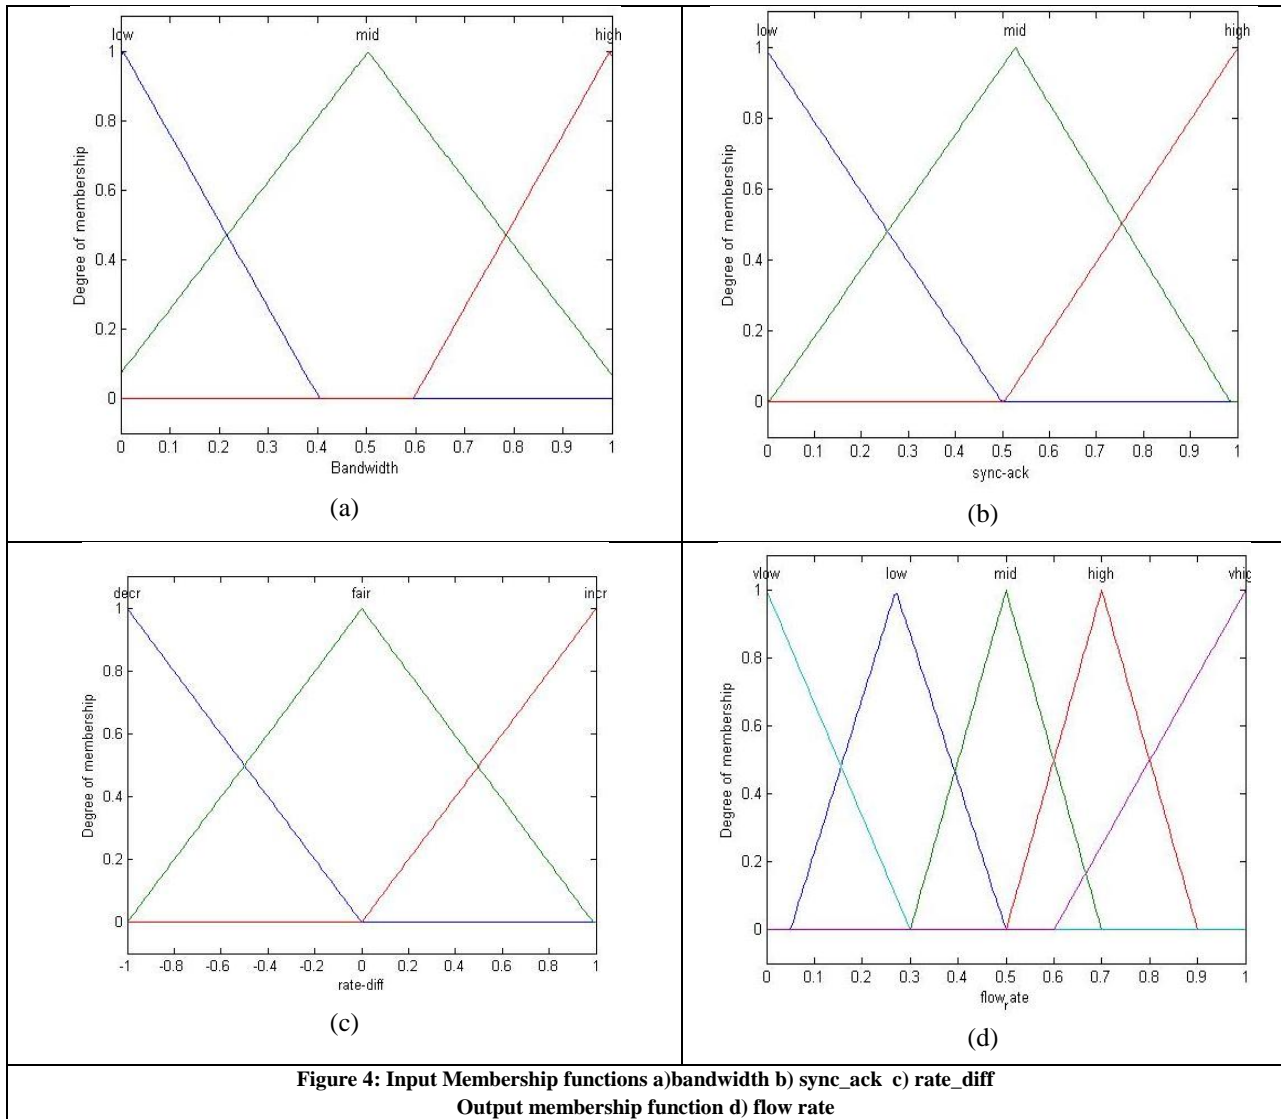 low mid high
1
0.8
0.6
0.4
0.2
0
Degree of membership
0 0.1 0.2 0.3 0.4 0.5 0.6 0.7 0.8 0.9 1
Bandwidth
(a)
low mid high
1
0.8
0.6
0.4
0.2
0
Degree of membership
0 0.1 0.2 0.3 0.4 0.5 0.6 0.7 0.8 0.9 1
sync-ack
(b)
decr fair incr
1
0.8
0.6
0.4
0.2
0
Degree of membership
-1 -0.8 -0.6 -0.4 -0.2 0 0.2 0.4 0.6 0.8 1
rate-diff
(c)
vlow low mid high vhig
1
0.8
0.6
0.4
0.2
0
Degree of membership
0 0.1 0.2 0.3 0.4 0.5 0.6 0.7 0.8 0.9 1
flow_rate
(d)
Figure 4: Input Membership functions a)bandwidth b) sync_ack c) rate_diff
Output membership function d) flow rate